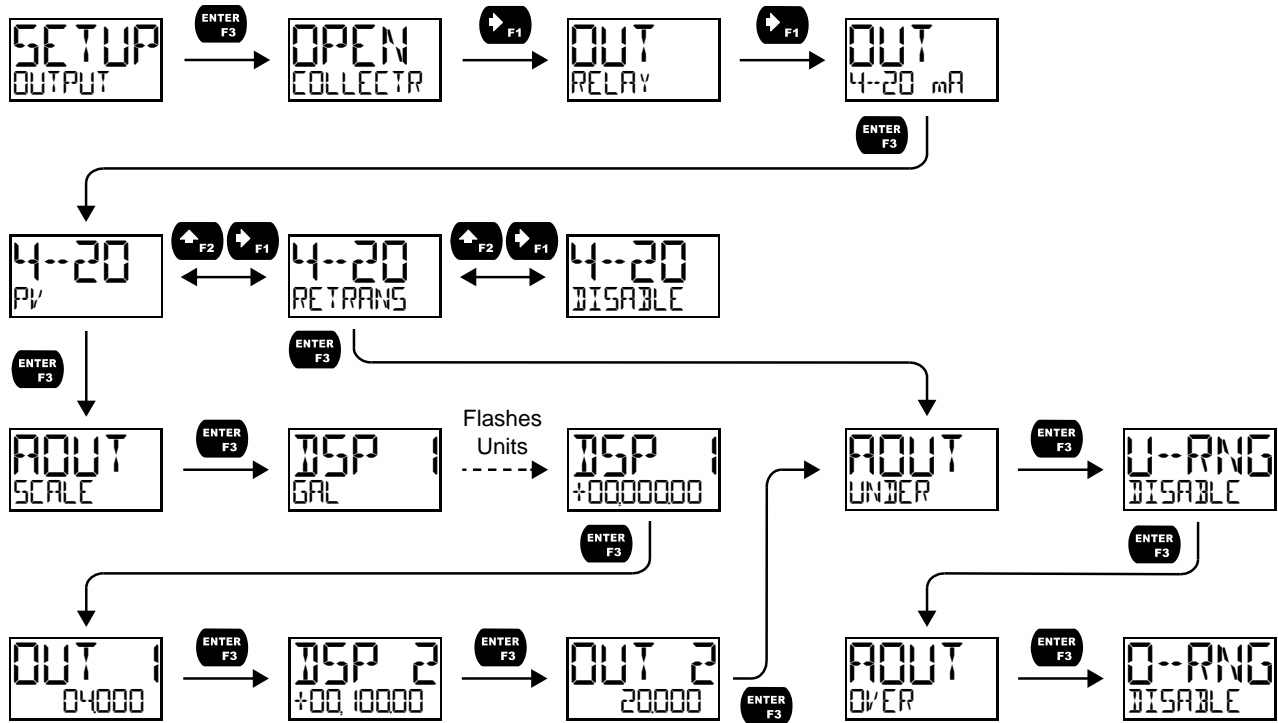 SETUP
OUTPUT
ENTER
F3
OPEN
COLLECTR
F1
OUT
RELAY
F1
OUT
4--20 mA
ENTER
F3
4--20
PV
F2
F1
4--20
RETRANS
F2
F1
4--20
DISABLE
ENTER
F3
ENTER
F3
AOUT
SCALE
ENTER
F3
DSP 1
GAL
Flashes
Units
DSP 1
+00,000.00
AOUT
UNDER
ENTER
F3
U--RNG
DISABLE
ENTER
F3
ENTER
F3
OUT 1
04.000
ENTER
F3
DSP 2
+00,100.00
ENTER
F3
OUT 2
20.000
ENTER
F3
AOUT
OVER
ENTER
F3
O--RNG
DISABLE